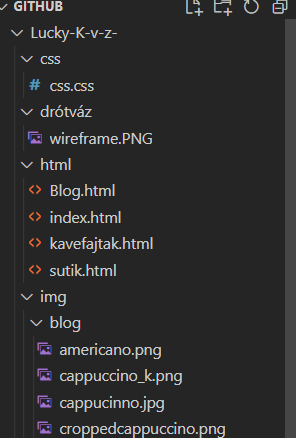 GITHUB
Lucky-K-v-z-
css
# css.css
drótváz
wireframe.PNG
html
<> Blog.html
<> index.html
<> kavefajtak.html
<> sutik.html
img
blog
americano.png
cappuccino_k.png
cappucinno.jpg
croppedcappuccino.png